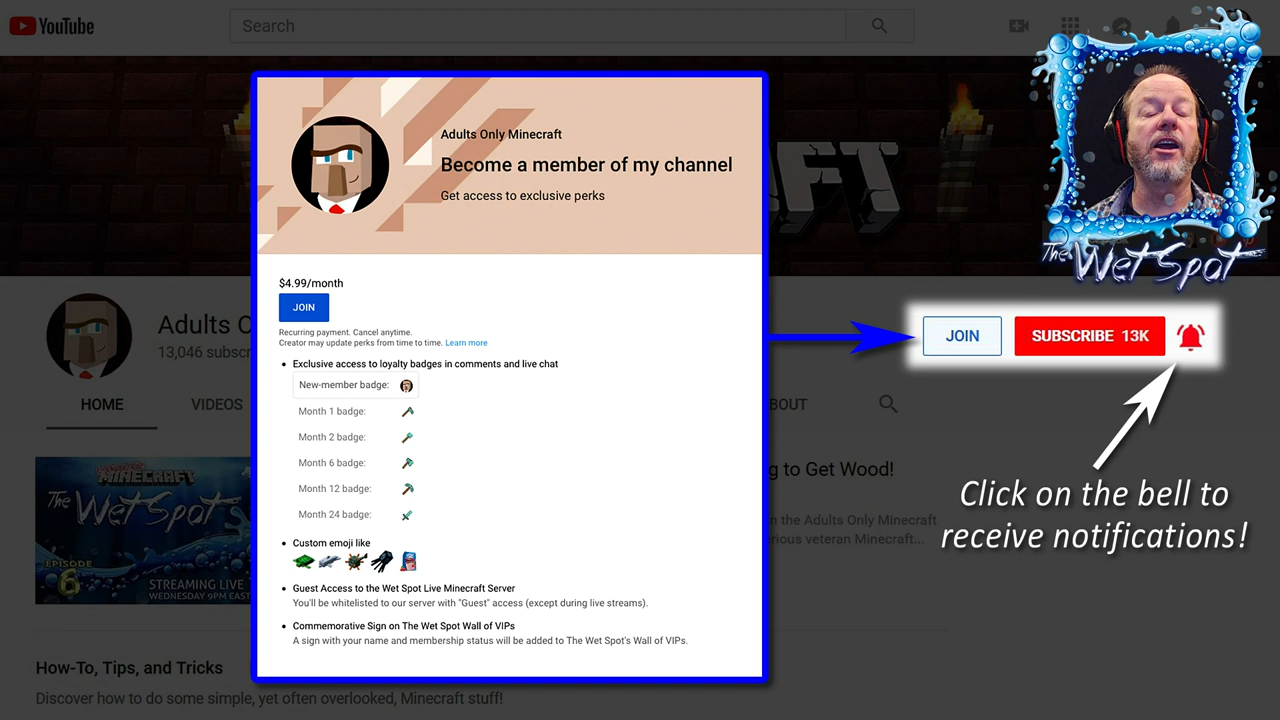 YouTube
Search
Adults Only Minecraft
Become a member of my channel
Get access to exclusive perks
The Wet Spot
$4.99/month
JOIN
Recurring payment. Cancel anytime.
Creator may update perks from time to time. Learn more
Exclusive access to loyalty badges in comments and live chat
New-member badge:
Month 1 badge:
Month 2 badge:
Month 6 badge:
Month 12 badge:
Month 24 badge:
Custom emoji like
Guest Access to the Wet Spot Live Minecraft Server
You'll be whitelisted to our server with "Guest" access (except during live streams).
Commemorative Sign on The Wet Spot Wall of VIPs
A sign with your name and membership status will be added to The Wet Spot's Wall of VIPs.
JOIN
SUBSCRIBE 13K
Click on the bell to
receive notifications!
Adults O
13,046 subscr
HOME
VIDEOS
BOUT
MINECRAFT
The Wet Spot
EPISODE
6
STREAMING LIVE
WEDNESDAY 9PM EAST
g to Get Wood!
n the Adults Only Minecraft
erious veteran Minecraft...
How-To, Tips, and Tricks
Discover how to do some simple, yet often overlooked, Minecraft stuff!